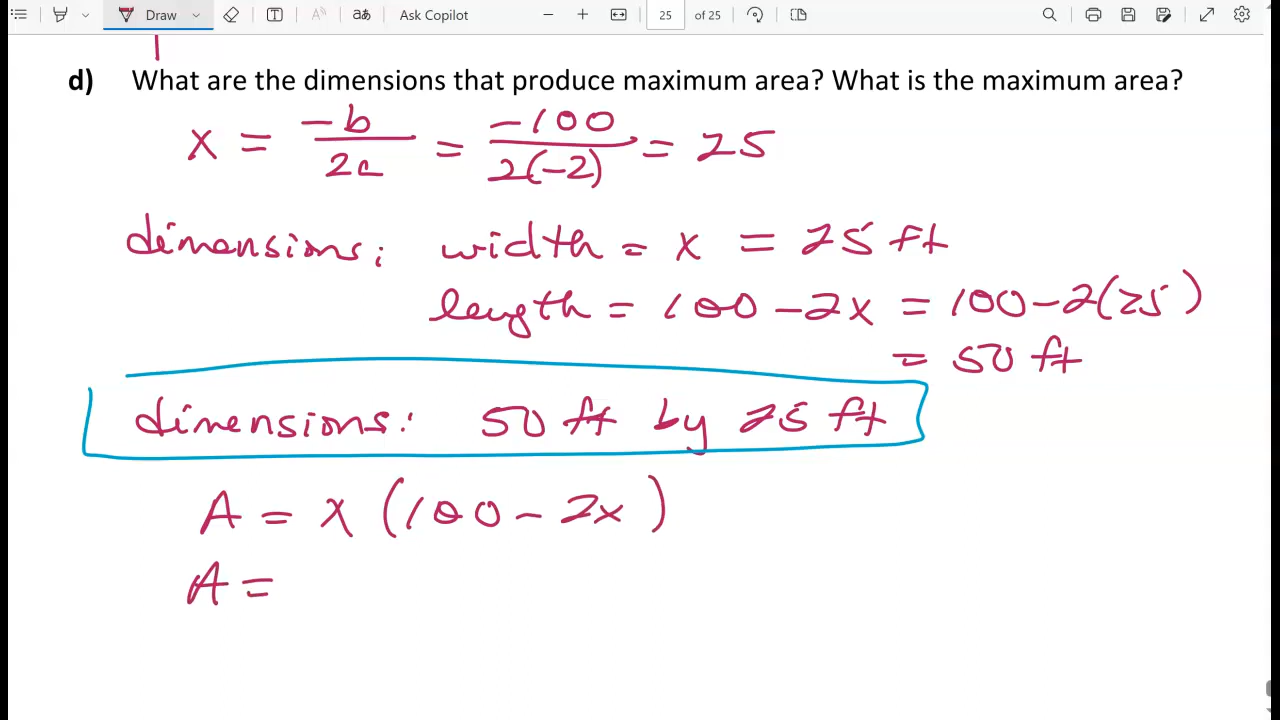 Draw Ask Copilot 25 of 25
d) What are the dimensions that produce maximum area? What is the maximum area?
x = -b/2a = -100/2(-2) = 25
dimensions: width = x = 25 ft
length = 100 - 2x = 100 - 2(25)
= 50 ft
dimensions: 50 ft by 25 ft
A = x (100 - 2x)
A =